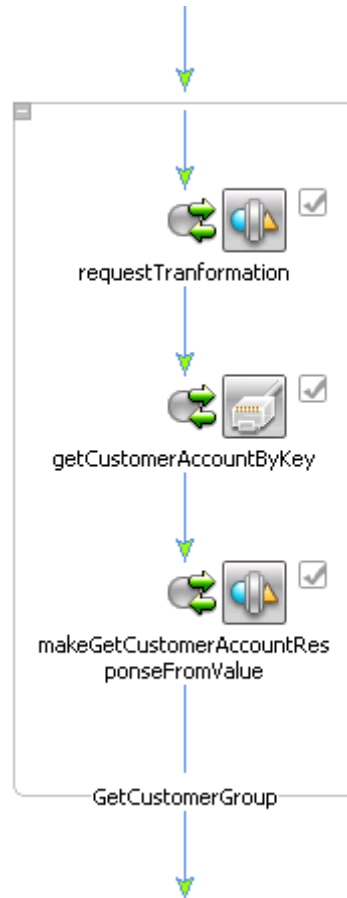 requestTranformation
getCustomerAccountByKey
makeGetCustomerAccountRes
ponseFromValue
GetCustomerGroup